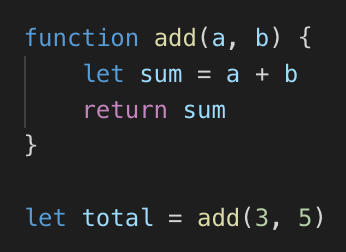 function add(a, b) {
    let sum = a + b
    return sum
}

let total = add(3, 5)